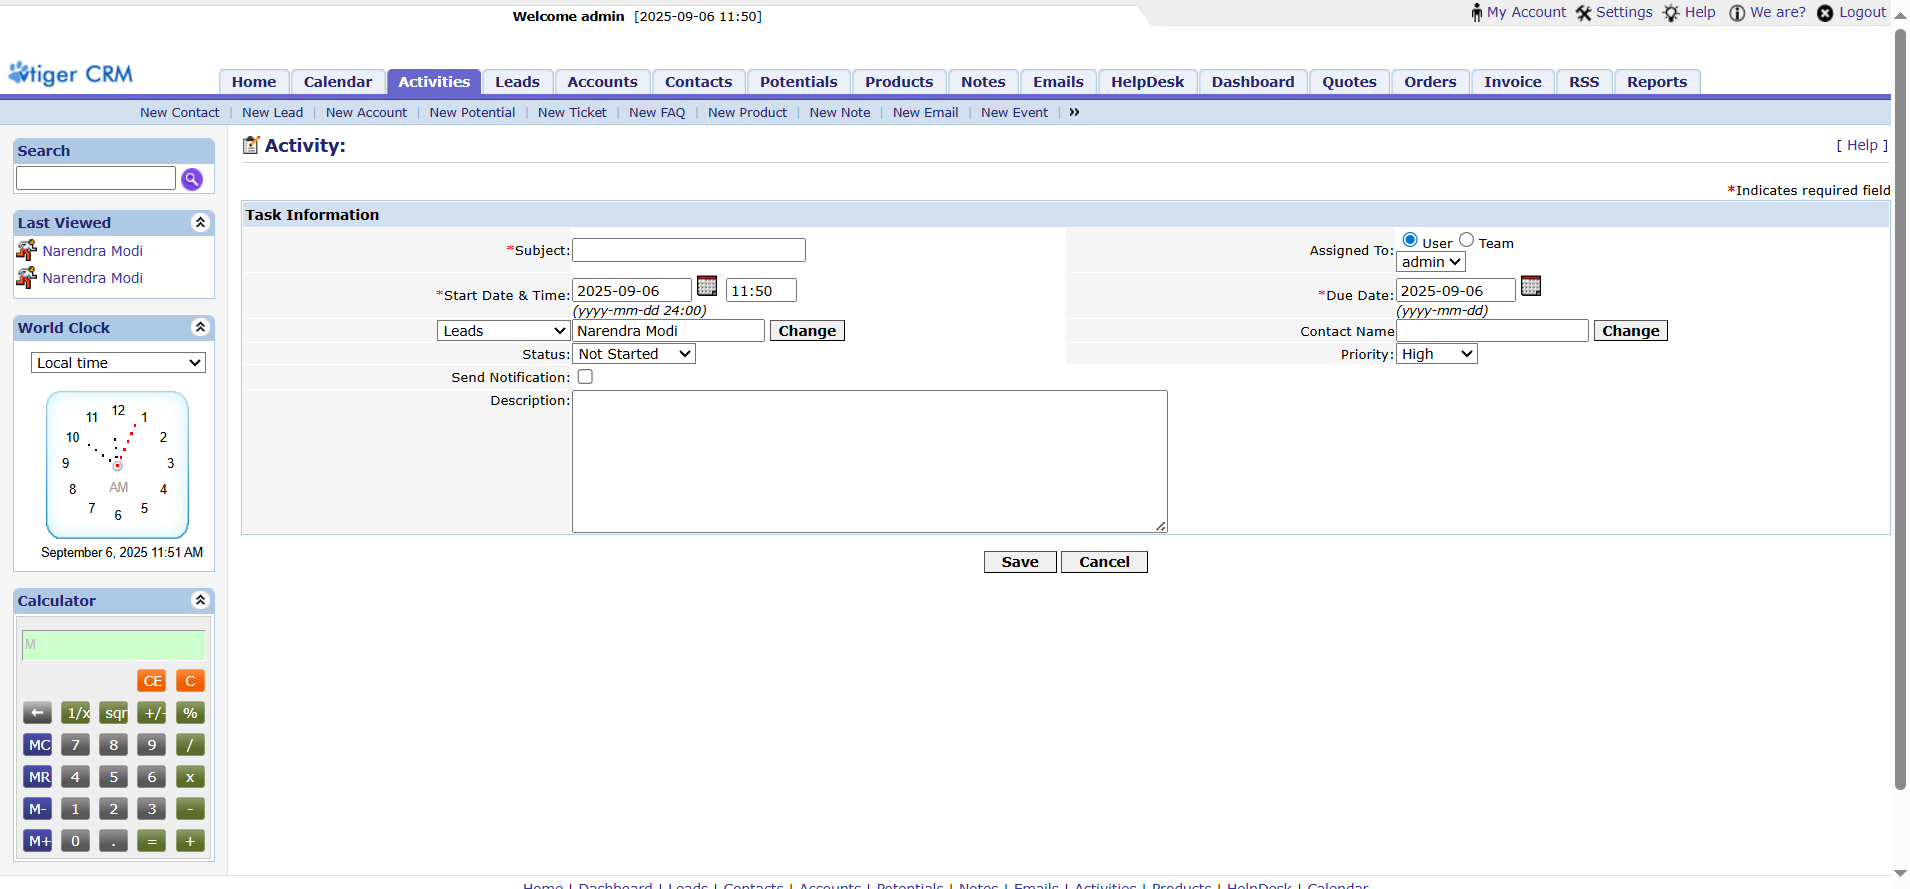 Welcome admin [2025-09-06 11:50]
My Account Settings Help We are? Logout
vtiger CRM
Home Calendar Activities Leads Accounts Contacts Potentials Products Notes Emails HelpDesk Dashboard Quotes Orders Invoice RSS Reports
New Contact | New Lead | New Account | New Potential | New Ticket | New FAQ | New Product | New Note | New Email | New Event | »
Search
Last Viewed
Narendra Modi
Narendra Modi
World Clock
Local time
12
11 1
10 2
9 3
AM
8 4
7 5
6
September 6, 2025 11:51 AM
Calculator
M
CE C
← 1/x sqr +/- %
MC 7 8 9 /
MR 4 5 6 x
M- 1 2 3 -
M+ 0 . = +
Activity:
[ Help ]
*Indicates required field
Task Information
*Subject:
Assigned To: User Team
admin
*Start Date & Time: 2025-09-06 11:50
(yyyy-mm-dd 24:00)
*Due Date: 2025-09-06
(yyyy-mm-dd)
Leads Narendra Modi Change
Contact Name Change
Status: Not Started
Priority: High
Send Notification:
Description:
Save Cancel
Home | Dashboard | Leads | Contacts | Accounts | Potentials | Notes | Emails | Activities | Products | HelpDesk | Calendar